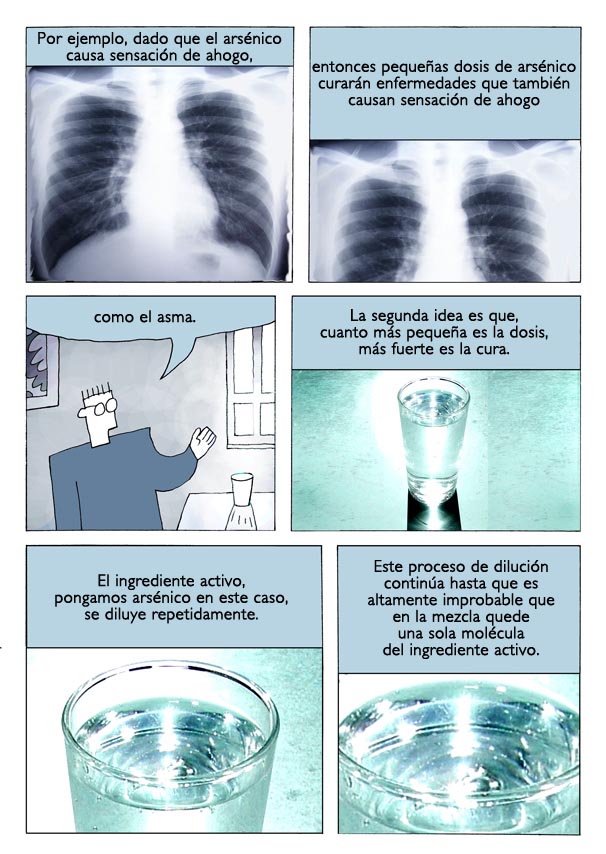 Por ejemplo, dado que el arsénico
causa sensación de ahogo,
entonces pequeñas dosis de arsénico
curarán enfermedades que también
causan sensación de ahogo
como el asma.
La segunda idea es que,
cuanto más pequeña es la dosis,
más fuerte es la cura.
El ingrediente activo,
pongamos arsénico en este caso,
se diluye repetidamente.
Este proceso de dilución
continúa hasta que es
altamente improbable que
en la mezcla quede
una sola molécula
del ingrediente activo.